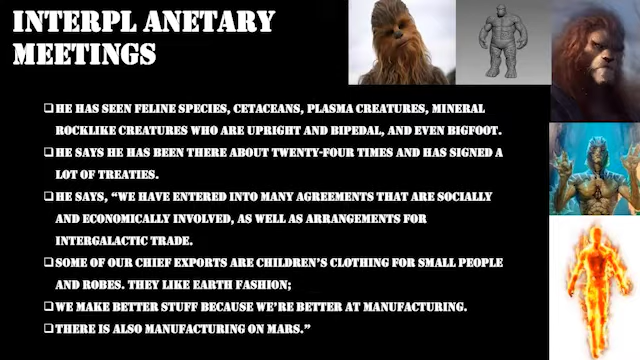 INTERPL ANETARY
MEETINGS
❑HE HAS SEEN FELINE SPECIES, CETACEANS, PLASMA CREATURES, MINERAL
ROCKLIKE CREATURES WHO ARE UPRIGHT AND BIPEDAL, AND EVEN BIGFOOT.
❑HE SAYS HE HAS BEEN THERE ABOUT TWENTY-FOUR TIMES AND HAS SIGNED A
LOT OF TREATIES.
❑HE SAYS, “WE HAVE ENTERED INTO MANY AGREEMENTS THAT ARE SOCIALLY
AND ECONOMICALLY INVOLVED, AS WELL AS ARRANGEMENTS FOR
INTERGALACTIC TRADE.
❑SOME OF OUR CHIEF EXPORTS ARE CHILDREN’S CLOTHING FOR SMALL PEOPLE
AND ROBES. THEY LIKE EARTH FASHION;
❑WE MAKE BETTER STUFF BECAUSE WE’RE BETTER AT MANUFACTURING.
❑THERE IS ALSO MANUFACTURING ON MARS.”